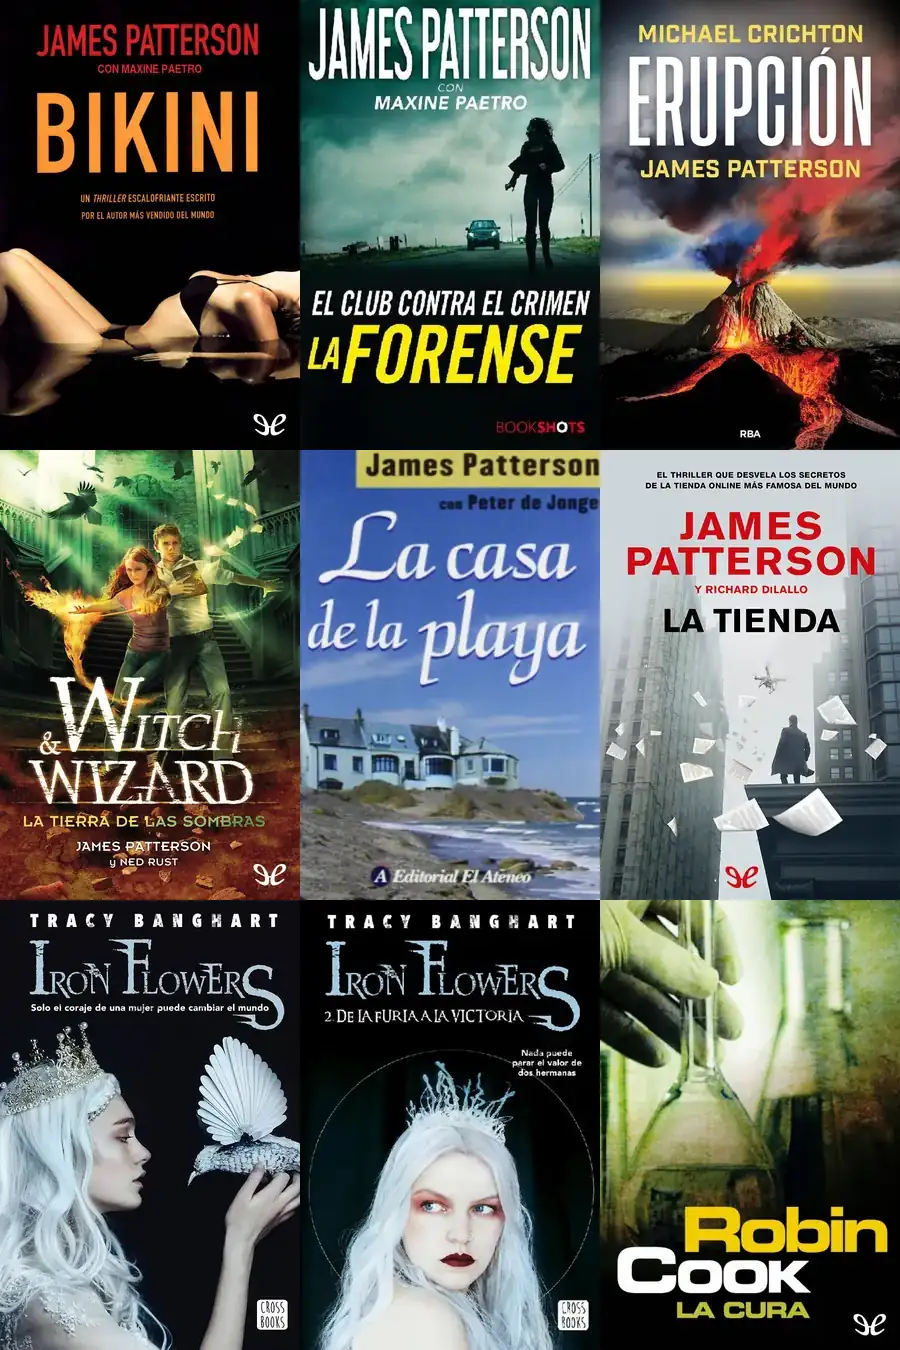 JAMES PATTERSON
CON MAXINE PAETRO
BIKINI
UN THRILLER ESCALOFRIANTE ESCRITO
POR EL AUTOR MÁS VENDIDO DEL MUNDO
JAMES PATTERSON
CON
MAXINE PAETRO
EL CLUB CONTRA EL CRIMEN
LA FORENSE
BOOKSHOTS
MICHAEL CRICHTON
ERUPCIÓN
JAMES PATTERSON
RBA
WITCH
& WIZARD
LA TIERRA DE LAS SOMBRAS
JAMES PATTERSON
y NED RUST
James Patterson
con Peter de Jonge
La casa
de la playa
A Editorial El Ateneo
EL THRILLER QUE DESVELA LOS SECRETOS
DE LA TIENDA ONLINE MÁS FAMOSA DEL MUNDO
JAMES
PATTERSON
Y RICHARD DiLALLO
LA TIENDA
TRACY BANGHART
IRON FLOWERS
Solo el coraje de una mujer puede cambiar el mundo
CROSS
BOOKS
TRACY BANGHART
IRON FLOWERS
2. DE LA FURIA A LA VICTORIA
Nada puede
parar el valor de
dos hermanas
CROSS
BOOKS
Robin
COOK
LA CURA